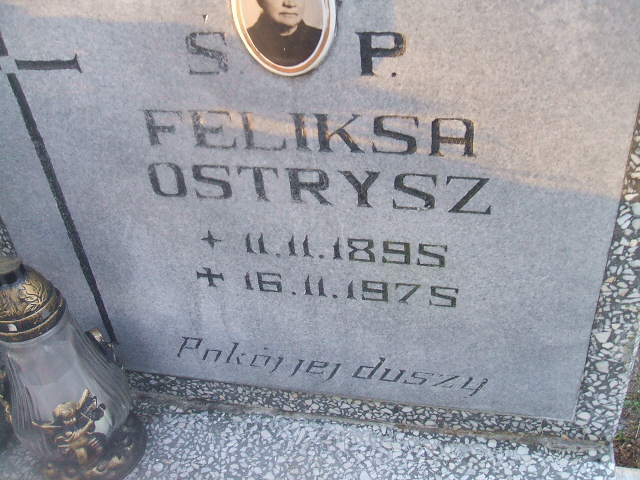 S. P.
FELIKSA
OSTRYSZ
11.11.1895
16.11.1975
Pokój jej duszy